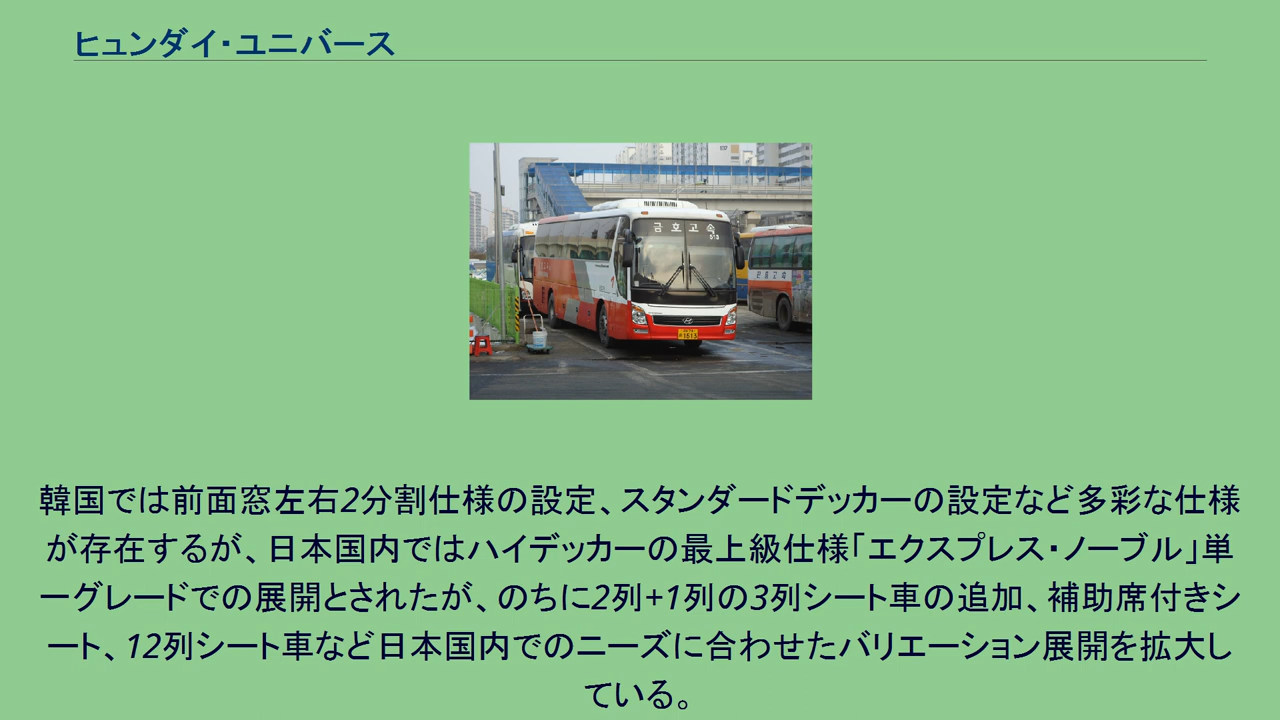 ヒュンダイ・ユニバース
금호고속
韓国では前面窓左右2分割仕様の設定、スタンダードデッカーの設定など多彩な仕様
が存在するが、日本国内ではハイデッカーの最上級仕様「エクスプレス・ノーブル」単
一グレードでの展開とされたが、のちに2列+1列の3列シート車の追加、補助席付きシ
ート、12列シート車など日本国内でのニーズに合わせたバリエーション展開を拡大し
ている。